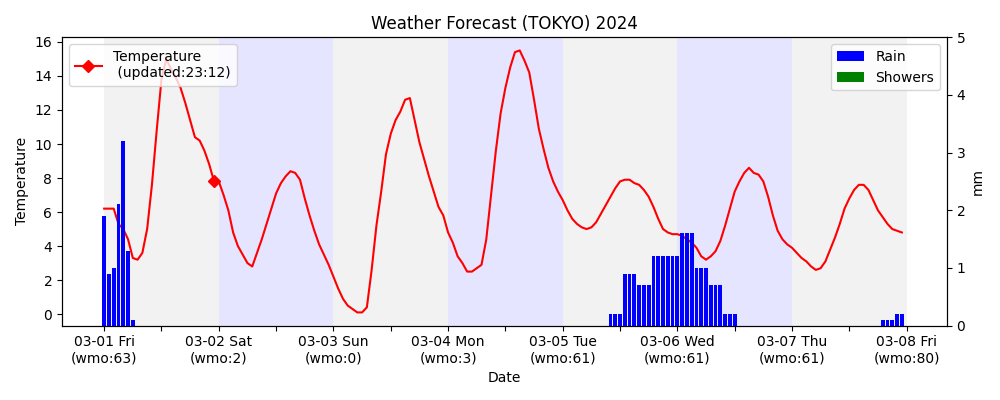 Weather Forecast (TOKYO) 2024
Temperature
(updated:23:12)
Rain
Showers
16
14
12
10
8
6
4
2
0
Temperature
5
4
3
2
1
0
mm
03-01 Fri
(wmo:63)
03-02 Sat
(wmo:2)
03-03 Sun
(wmo:0)
03-04 Mon
(wmo:3)
03-05 Tue
(wmo:61)
03-06 Wed
(wmo:61)
03-07 Thu
(wmo:61)
03-08 Fri
(wmo:80)
Date